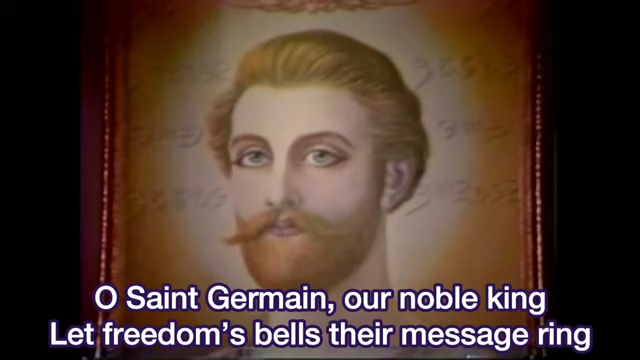 O Saint Germain, our noble king
Let freedom's bells their message ring